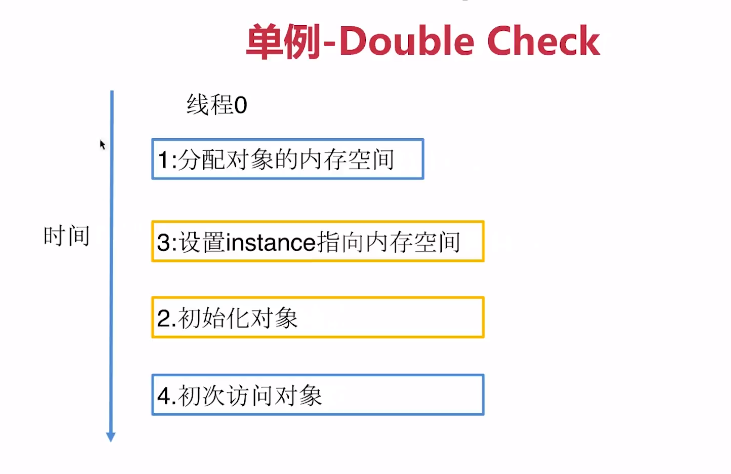 单例-Double Check
线程0
1:分配对象的内存空间
时间
3:设置instance指向内存空间
2.初始化对象
4.初次访问对象